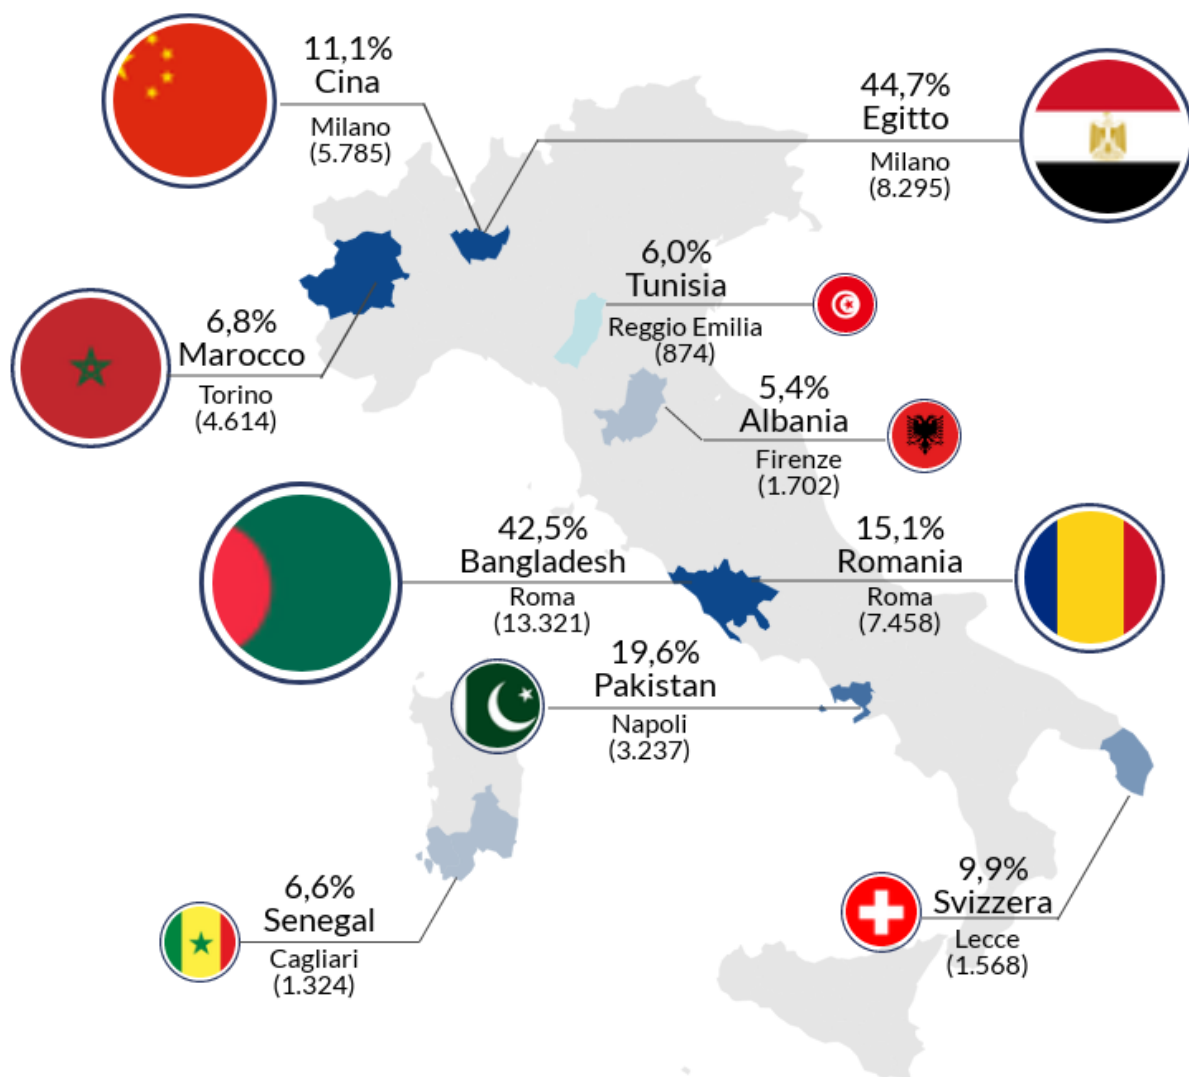 11,1%
Cina
Milano
(5.785)
44,7%
Egitto
Milano
(8.295)
6,0%
Tunisia
Reggio Emilia
(874)
6,8%
Marocco
Torino
(4.614)
5,4%
Albania
Firenze
(1.702)
42,5%
Bangladesh
Roma
(13.321)
15,1%
Romania
Roma
(7.458)
19,6%
Pakistan
Napoli
(3.237)
6,6%
Senegal
Cagliari
(1.324)
9,9%
Svizzera
Lecce
(1.568)